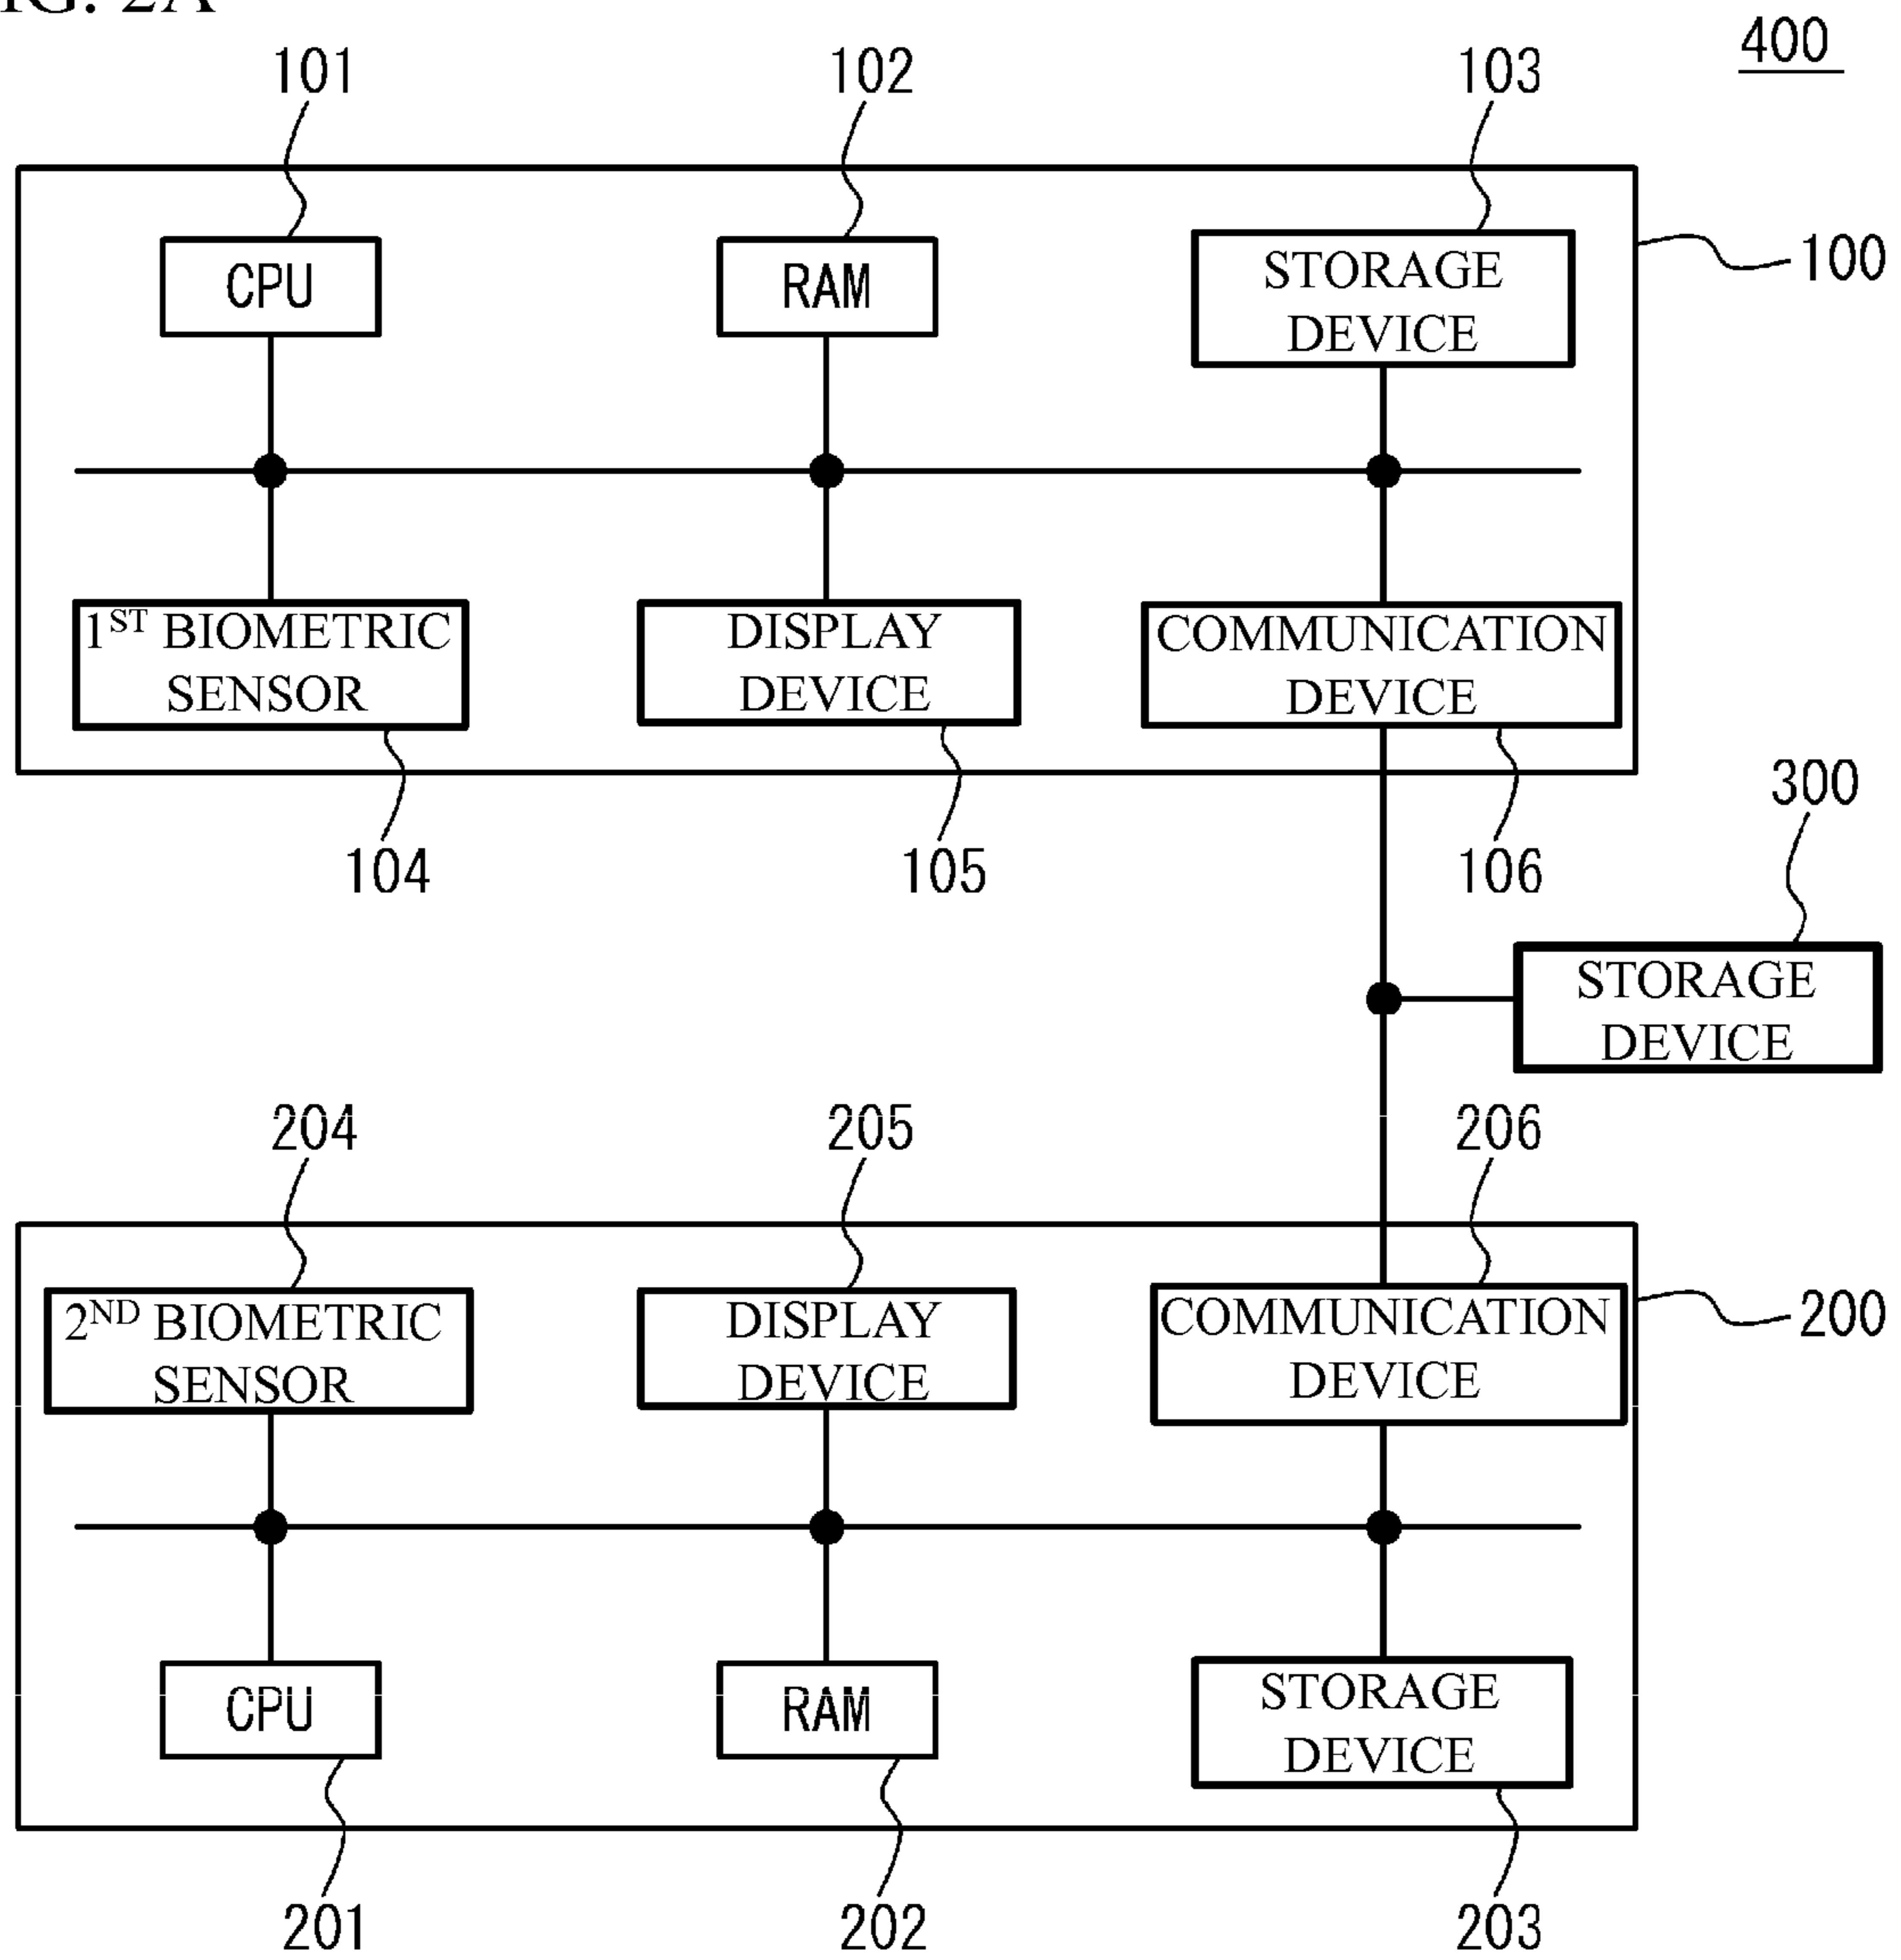 IG. 2A
400
101
102
103
CPU
RAM
STORAGE
DEVICE
100
1ST BIOMETRIC
SENSOR
DISPLAY
DEVICE
COMMUNICATION
DEVICE
104
105
106
300
STORAGE
DEVICE
204
205
206
2ND BIOMETRIC
SENSOR
DISPLAY
DEVICE
COMMUNICATION
DEVICE
200
CPU
RAM
STORAGE
DEVICE
201
202
203